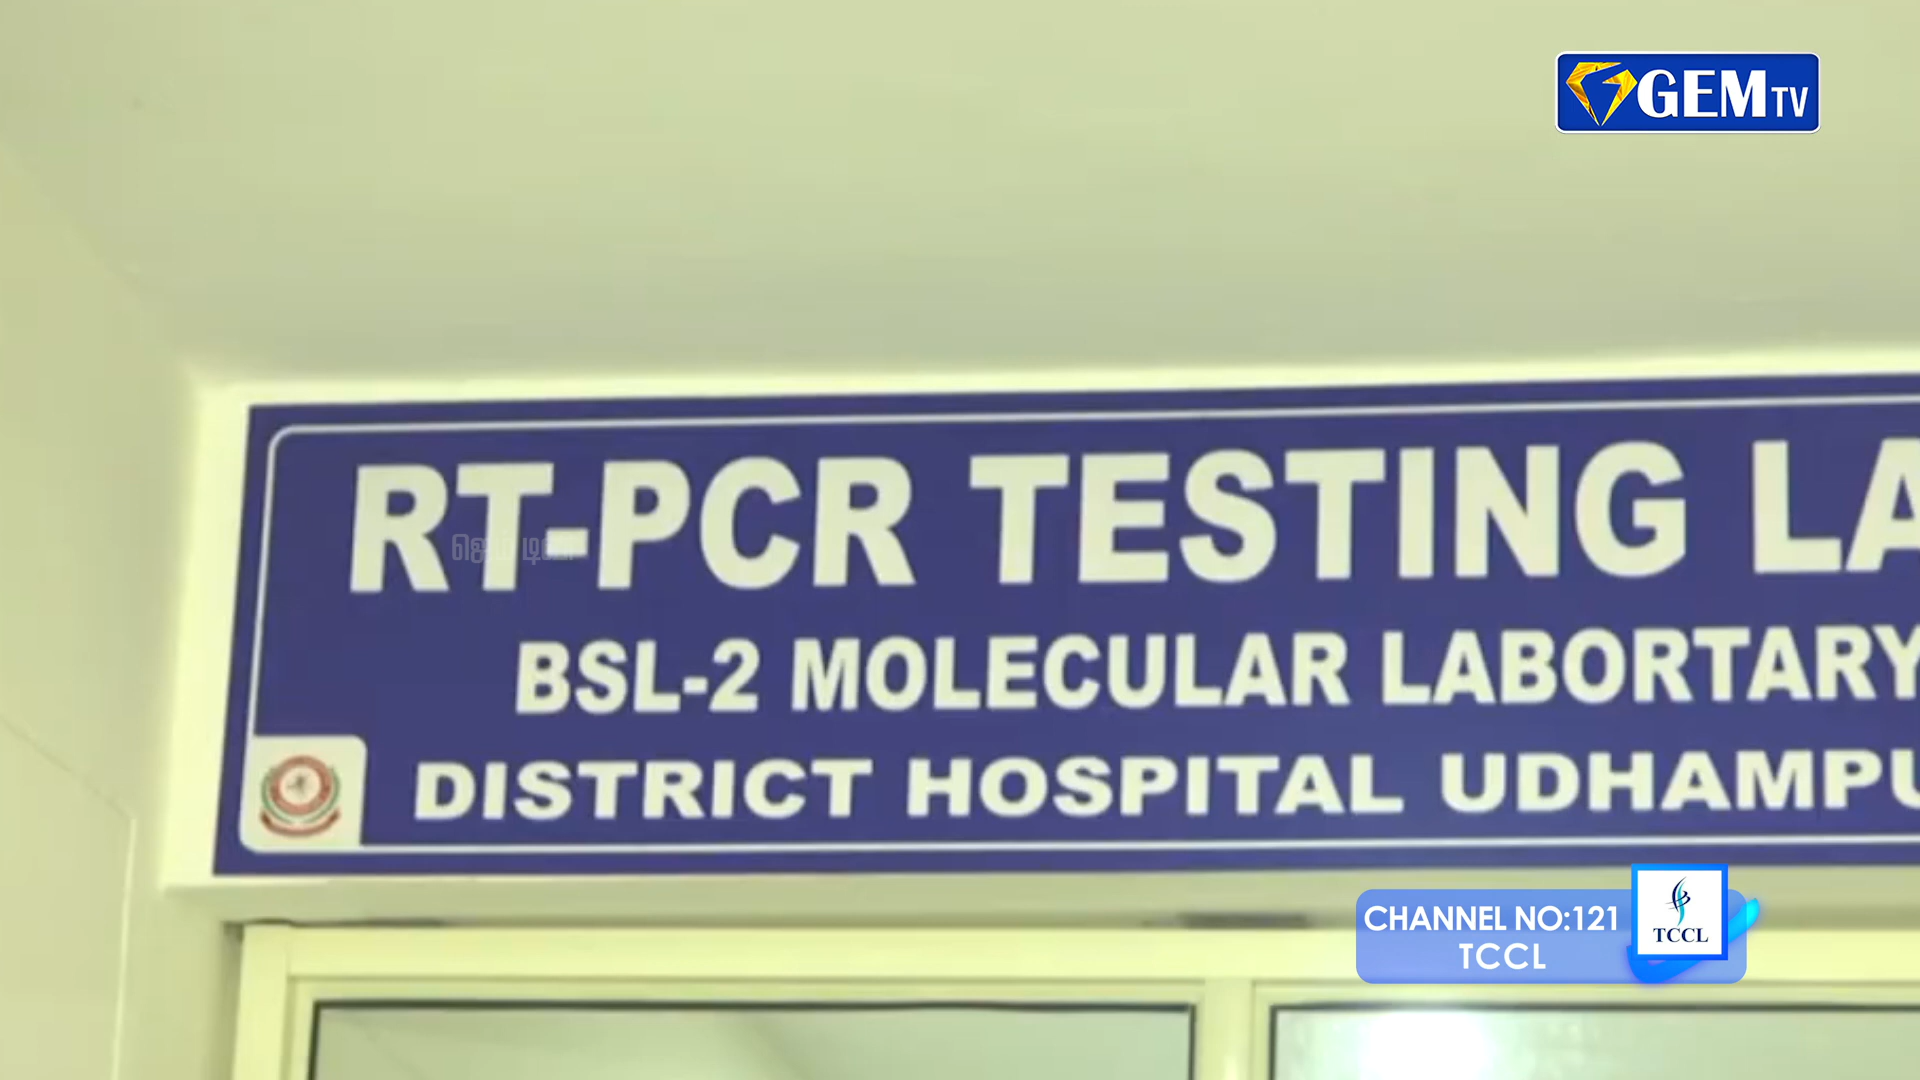 GEM TV
RT-PCR TESTING LA
BSL-2 MOLECULAR LABORTARY
DISTRICT HOSPITAL UDHAMPU
CHANNEL NO:121
TCCL
TCCL